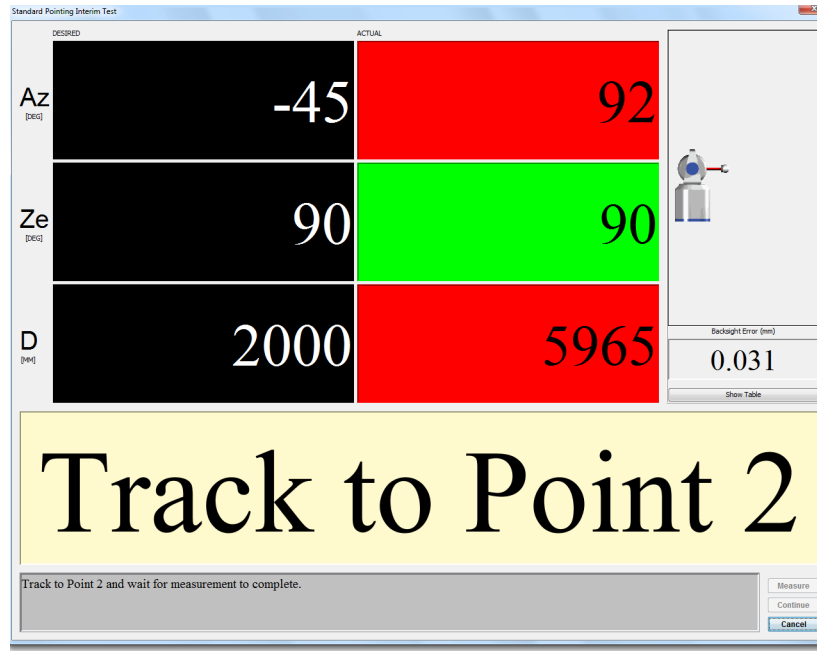 Standard Pointing Interim Test
DESIRED
ACTUAL
Az
[DEG]
-45
92
Ze
[DEG]
90
90
D
[MM]
2000
5965
Backsight Error (mm)
0.031
Show Table
Track to Point 2
Track to Point 2 and wait for measurement to complete.
Measure
Continue
Cancel